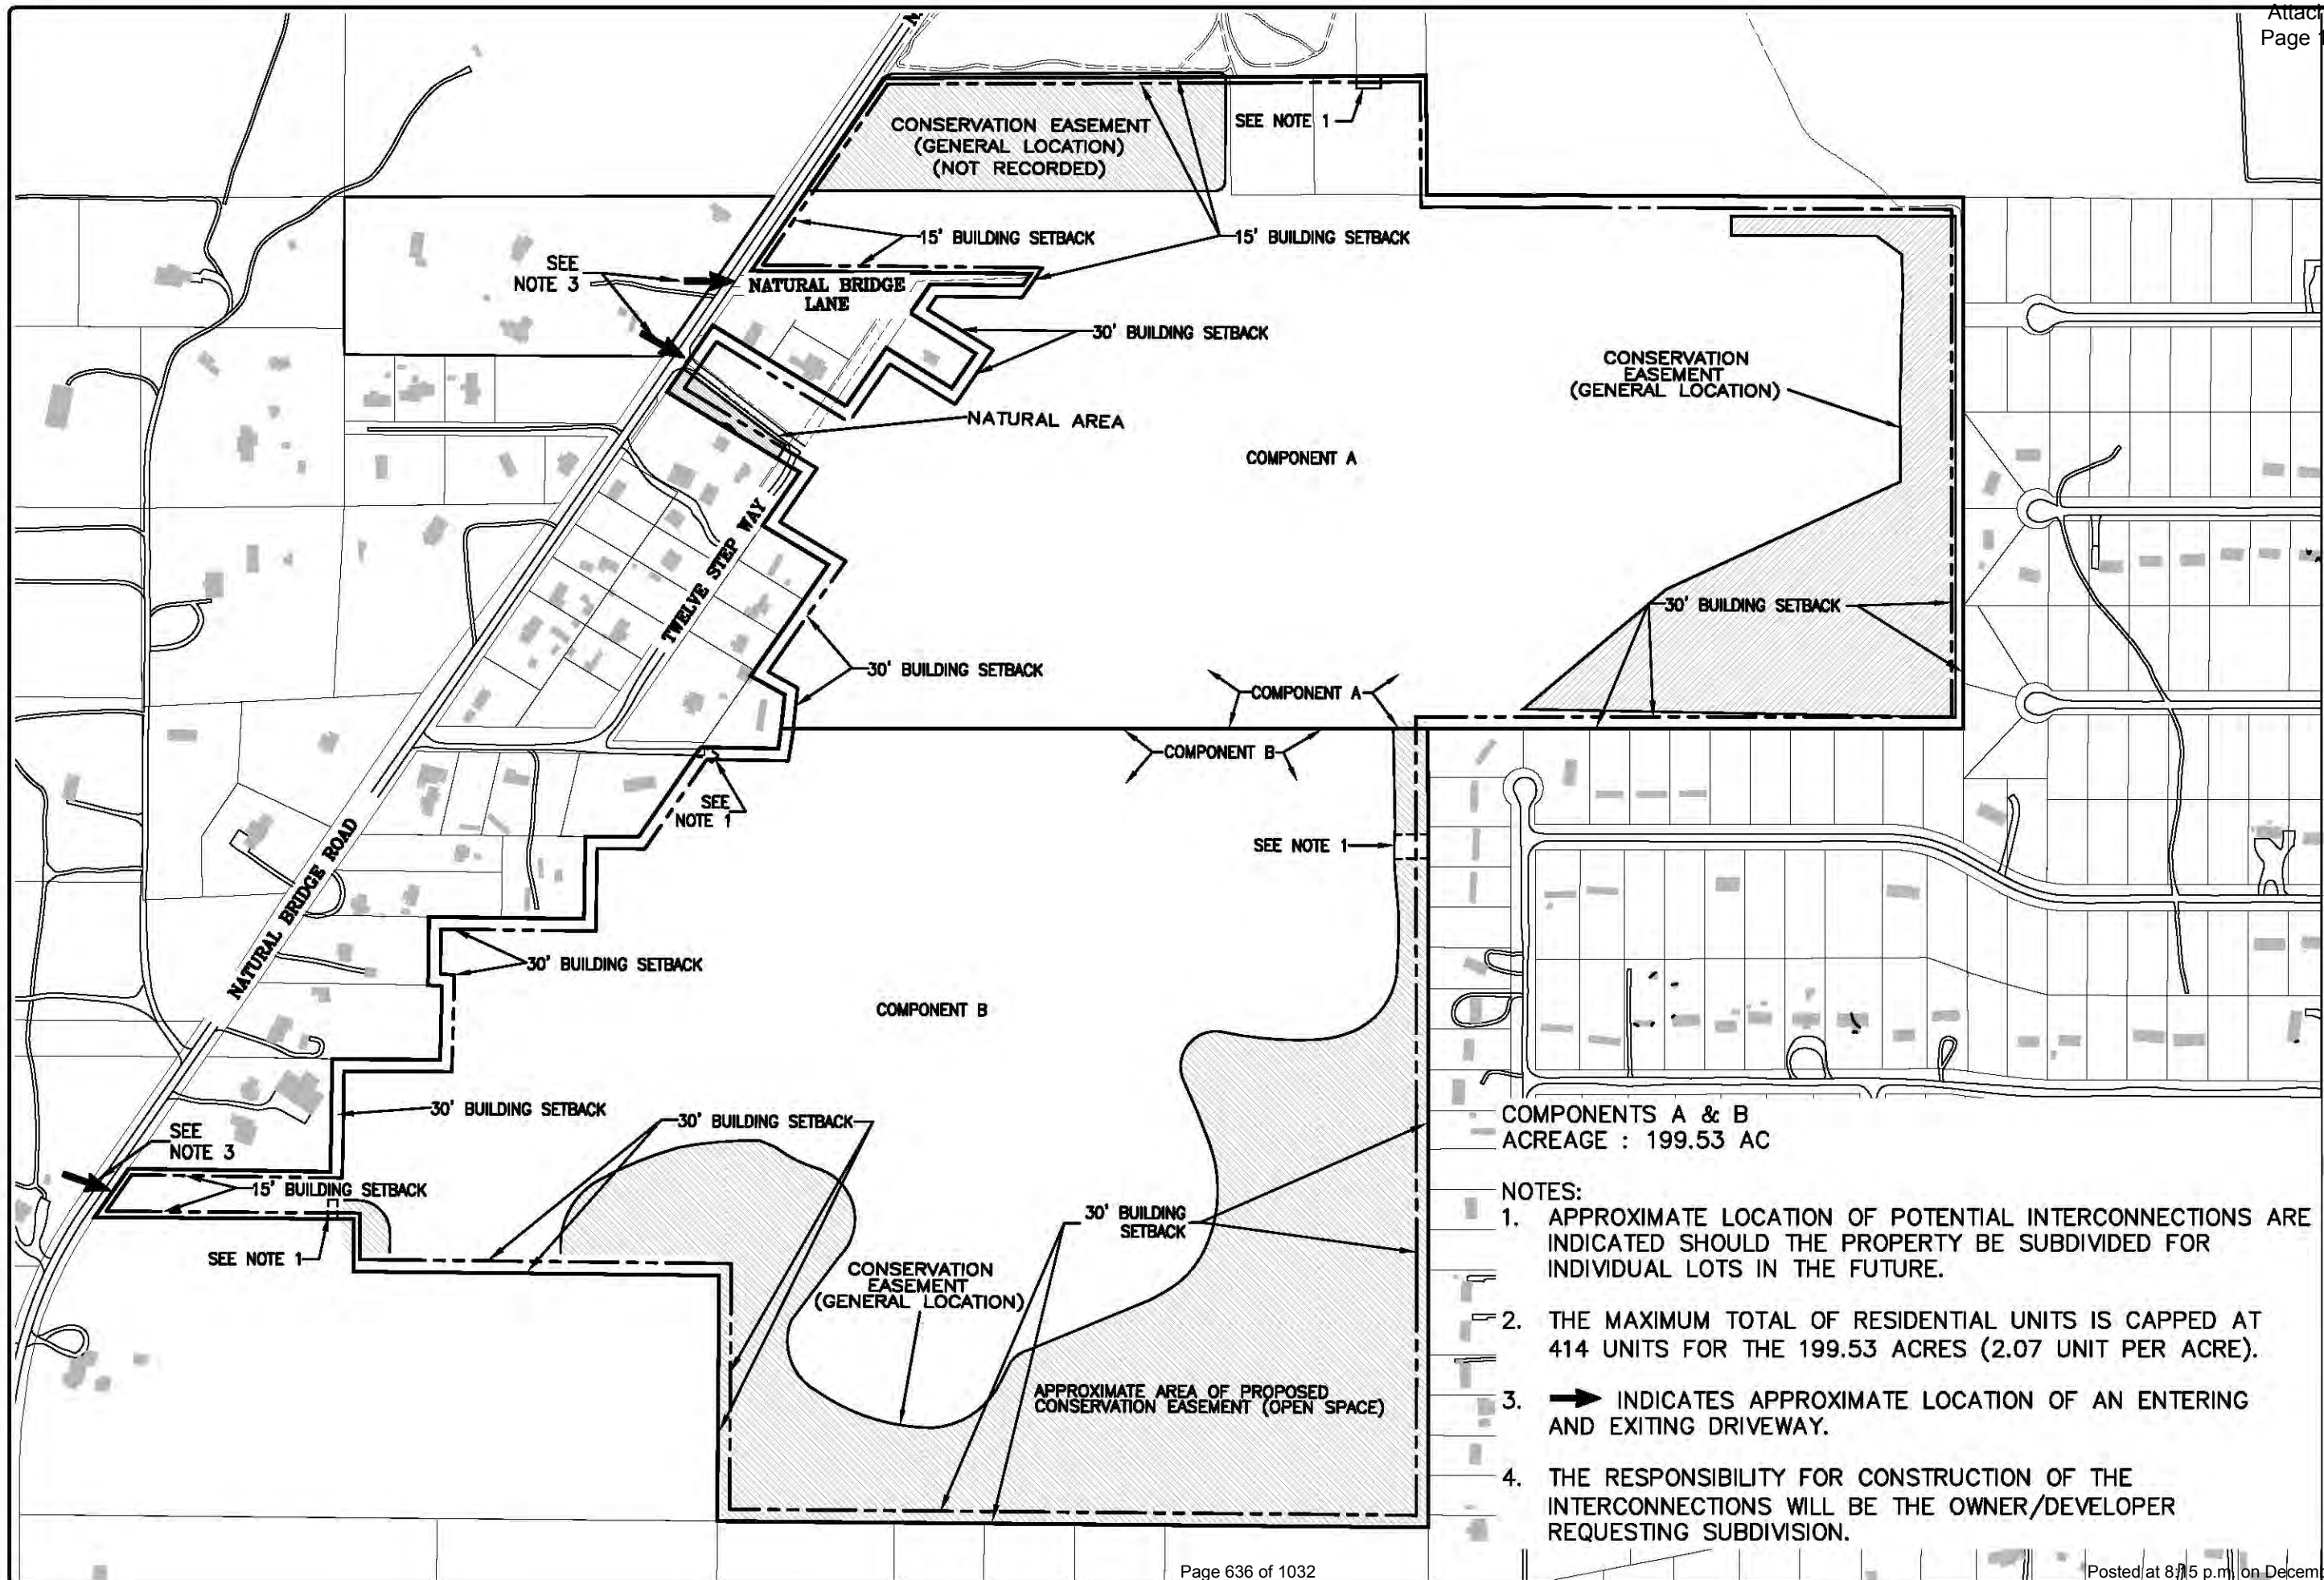 Page
CONSERVATION EASEMENT
(GENERAL LOCATION)
(NOT RECORDED)
SEE NOTE 1
15' BUILDING SETBACK
15' BUILDING SETBACK
SEE
NOTE 3
NATURAL BRIDGE
LANE
30' BUILDING SETBACK
CONSERVATION
EASEMENT
(GENERAL LOCATION)
NATURAL AREA
COMPONENT A
TWELVE STEP WAY
30' BUILDING SETBACK
30' BUILDING SETBACK
COMPONENT A
COMPONENT B
SEE
NOTE 1
SEE NOTE 1
NATURAL BRIDGE ROAD
30' BUILDING SETBACK
COMPONENT B
30' BUILDING SETBACK
30' BUILDING SETBACK
SEE
NOTE 3
15' BUILDING SETBACK
SEE NOTE 1
30' BUILDING
SETBACK
CONSERVATION
EASEMENT
(GENERAL LOCATION)
APPROXIMATE AREA OF PROPOSED
CONSERVATION EASEMENT (OPEN SPACE)
COMPONENTS A & B
ACREAGE : 199.53 AC
NOTES:
1. APPROXIMATE LOCATION OF POTENTIAL INTERCONNECTIONS ARE
INDICATED SHOULD THE PROPERTY BE SUBDIVIDED FOR
INDIVIDUAL LOTS IN THE FUTURE.
2. THE MAXIMUM TOTAL OF RESIDENTIAL UNITS IS CAPPED AT
414 UNITS FOR THE 199.53 ACRES (2.07 UNIT PER ACRE).
3. INDICATES APPROXIMATE LOCATION OF AN ENTERING
AND EXITING DRIVEWAY.
4. THE RESPONSIBILITY FOR CONSTRUCTION OF THE
INTERCONNECTIONS WILL BE THE OWNER/DEVELOPER
REQUESTING SUBDIVISION.
Page 636 of 1032
Posted at 8:15 p.m. on